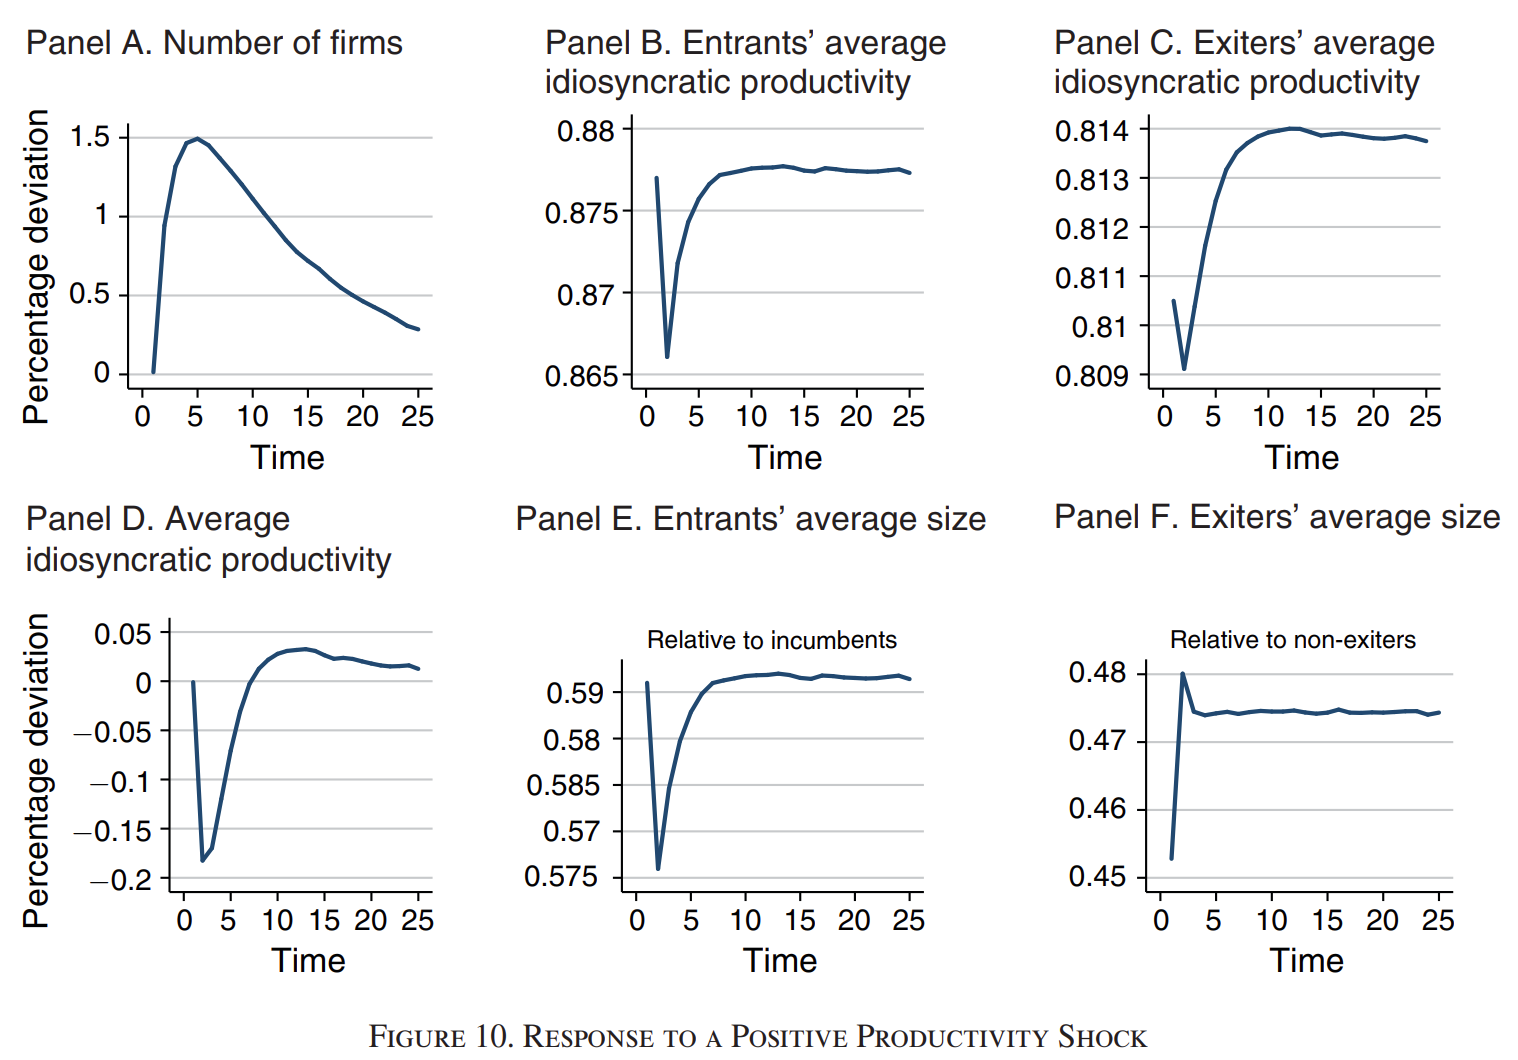 Panel A. Number of firms
Percentage deviation
1.5
1
0.5
0
0 5 10 15 20 25
Time
Panel B. Entrants’ average
idiosyncratic productivity
0.88
0.875
0.87
0.865
0 5 10 15 20 25
Time
Panel C. Exiters’ average
idiosyncratic productivity
0.814
0.813
0.812
0.811
0.81
0.809
0 5 10 15 20 25
Time
Panel D. Average
idiosyncratic productivity
Percentage deviation
0.05
0
−0.05
−0.1
−0.15
−0.2
0 5 10 15 20 25
Time
Panel E. Entrants’ average size
Relative to incumbents
0.59
0.58
0.585
0.57
0.575
0 5 10 15 20 25
Time
Panel F. Exiters’ average size
Relative to non-exiters
0.48
0.47
0.46
0.45
0 5 10 15 20 25
Time
Figure 10. Response to a Positive Productivity Shock